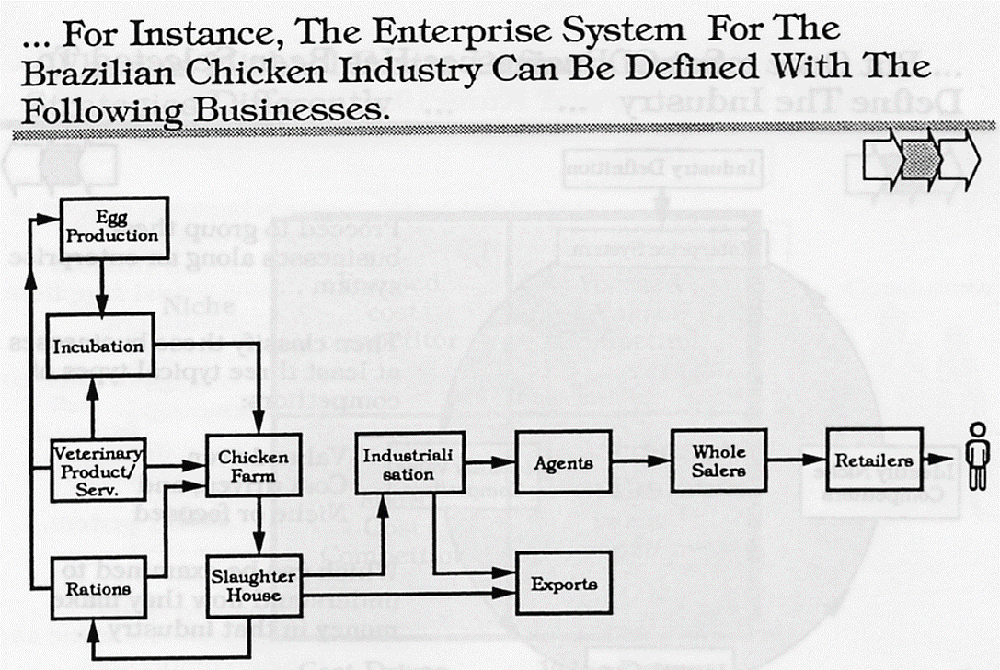 ... For Instance, The Enterprise System For The
Brazilian Chicken Industry Can Be Defined With The
Following Businesses.
Egg
Production
Incubation
Veterinary
Product/
Serv.
Chicken
Farm
Industriali
sation
Agents
Whole
Salers
Retailers
Rations
Slaughter
House
Exports